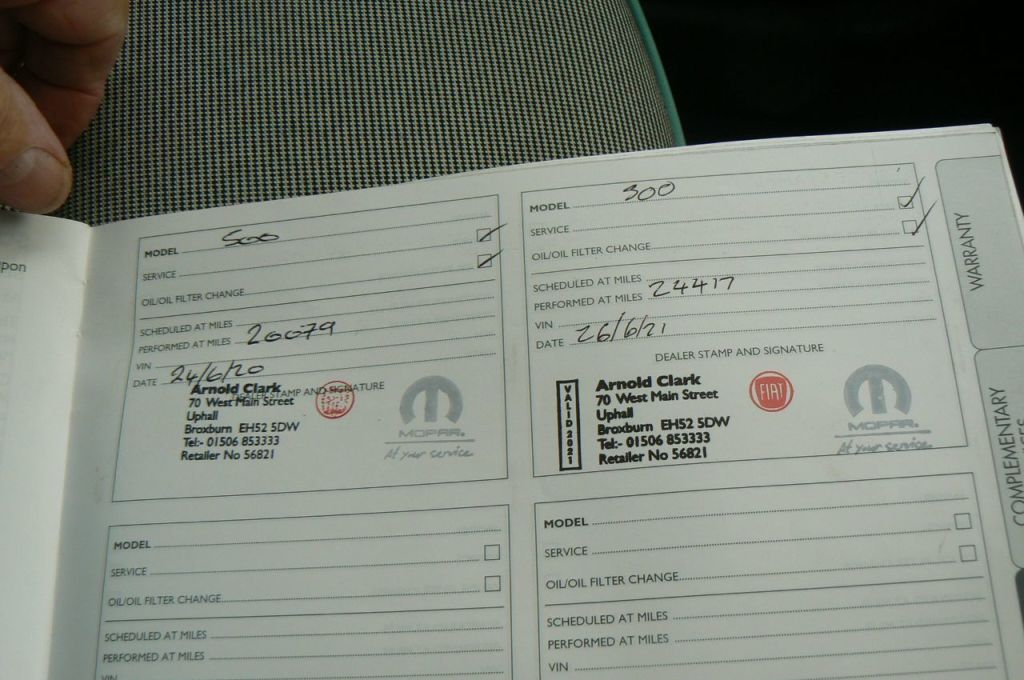 pon
MODEL 500
SERVICE
OIL/OIL FILTER CHANGE
SCHEDULED AT MILES
PERFORMED AT MILES 20079
VIN
DATE 24/6/20
DEALER STAMP AND SIGNATURE
Arnold Clark
70 West Main Street
Uphall
Broxburn EH52 5DW
Tel:- 01506 853333
Retailer No 56821
MOPAR.
At your service
MODEL 300
SERVICE
OIL/OIL FILTER CHANGE
SCHEDULED AT MILES
PERFORMED AT MILES 24417
VIN
DATE 26/6/21
DEALER STAMP AND SIGNATURE
VALID 2021
Arnold Clark
70 West Main Street
Uphall
Broxburn EH52 5DW
Tel:- 01506 853333
Retailer No 56821
FIAT
MOPAR.
At your service
MODEL
SERVICE
OIL/OIL FILTER CHANGE
SCHEDULED AT MILES
PERFORMED AT MILES
VIN
MODEL
SERVICE
OIL/OIL FILTER CHANGE
SCHEDULED AT MILES
PERFORMED AT MILES
VIN
WARRANTY
COMPLEMENTARY